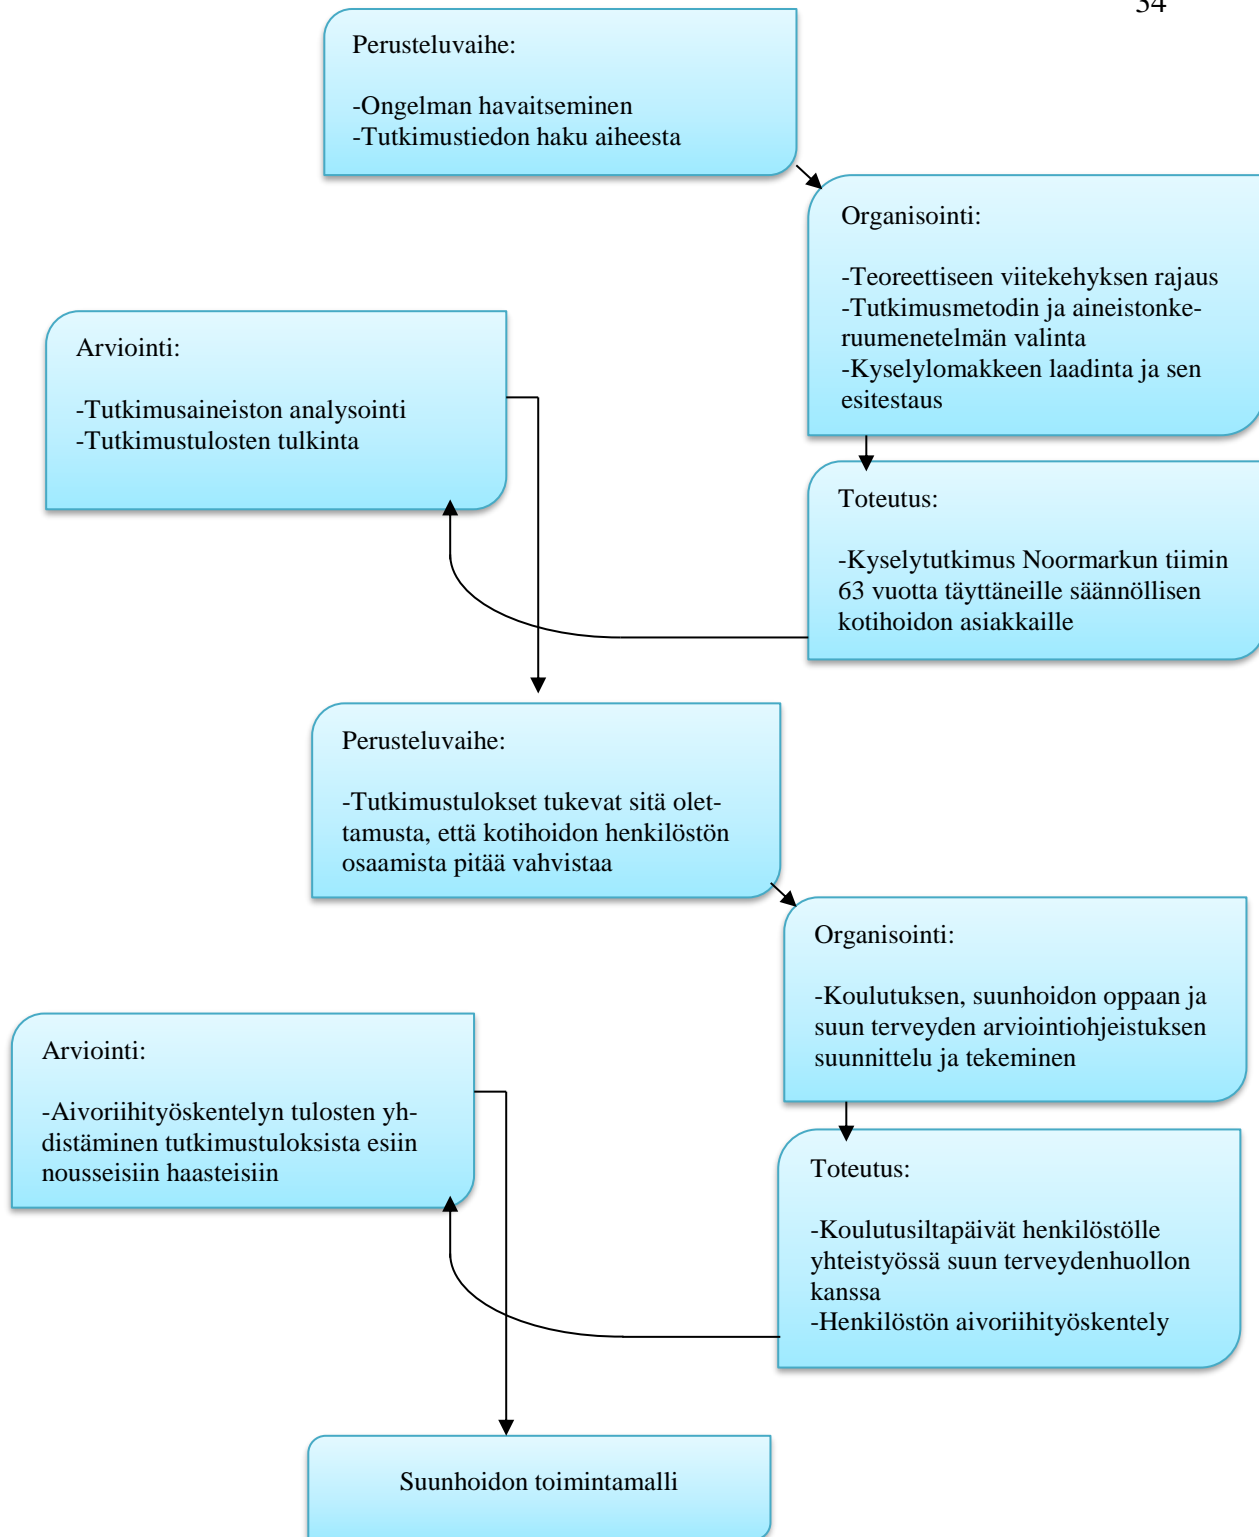 34
Perusteluvaihe:
-Ongelman havaitseminen
-Tutkimustiedon haku aiheesta
Organisointi:
-Teoreettiseen viitekehyksen rajaus
-Tutkimusmetodin ja aineistonke-
ruumenetelmän valinta
-Kyselylomakkeen laadinta ja sen
esitestaus
Arviointi:
-Tutkimusaineiston analysointi
-Tutkimustulosten tulkinta
Toteutus:
-Kyselytutkimus Noormarkun tiimin
63 vuotta täyttäneille säännöllisen
kotihoidon asiakkaille
Perusteluvaihe:
-Tutkimustulokset tukevat sitä olet-
tamusta, että kotihoidon henkilöstön
osaamista pitää vahvistaa
Organisointi:
-Koulutuksen, suunhoidon oppaan ja
suun terveyden arviointiohjeistuksen
suunnittelu ja tekeminen
Arviointi:
-Aivoriihityöskentelyn tulosten yh-
distäminen tutkimustuloksista esiin
nousseisiin haasteisiin
Toteutus:
-Koulutusiltapäivät henkilöstölle
yhteistyössä suun terveydenhuollon
kanssa
-Henkilöstön aivoriihityöskentely
Suunhoidon toimintamalli